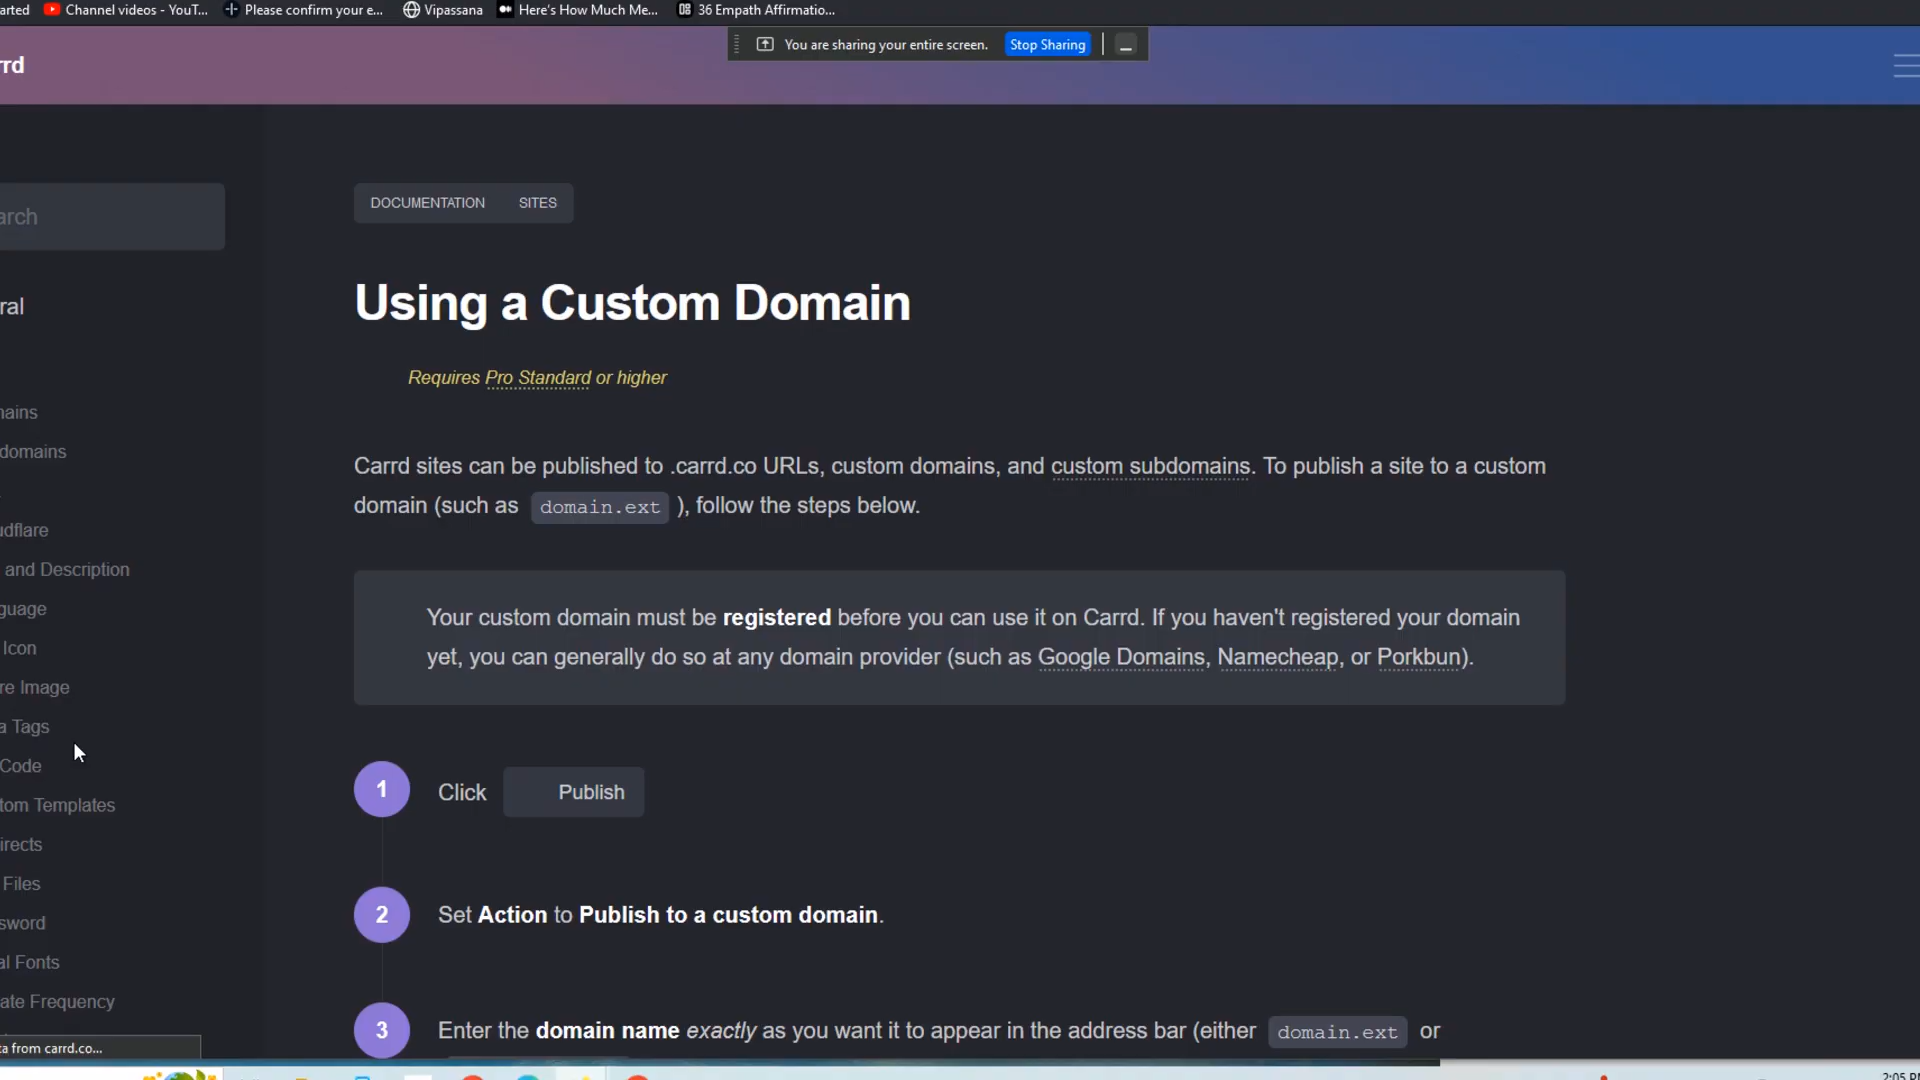 arted Channel videos - YouT... Please confirm your e... Vipassana Here's How Much Me... 36 Empath Affirmatio...
You are sharing your entire screen. Stop Sharing
rrd
arch
ral
nains
domains
udflare
and Description
guage
Icon
re Image
a Tags
Code
tom Templates
irects
Files
sword
al Fonts
ate Frequency
ta from carrd.co...
DOCUMENTATION SITES
Using a Custom Domain
Requires Pro Standard or higher
Carrd sites can be published to .carrd.co URLs, custom domains, and custom subdomains. To publish a site to a custom
domain (such as domain.ext ), follow the steps below.
Your custom domain must be registered before you can use it on Carrd. If you haven't registered your domain
yet, you can generally do so at any domain provider (such as Google Domains, Namecheap, or Porkbun).
1 Click Publish
2 Set Action to Publish to a custom domain.
3 Enter the domain name exactly as you want it to appear in the address bar (either domain.ext or
2:05 PM